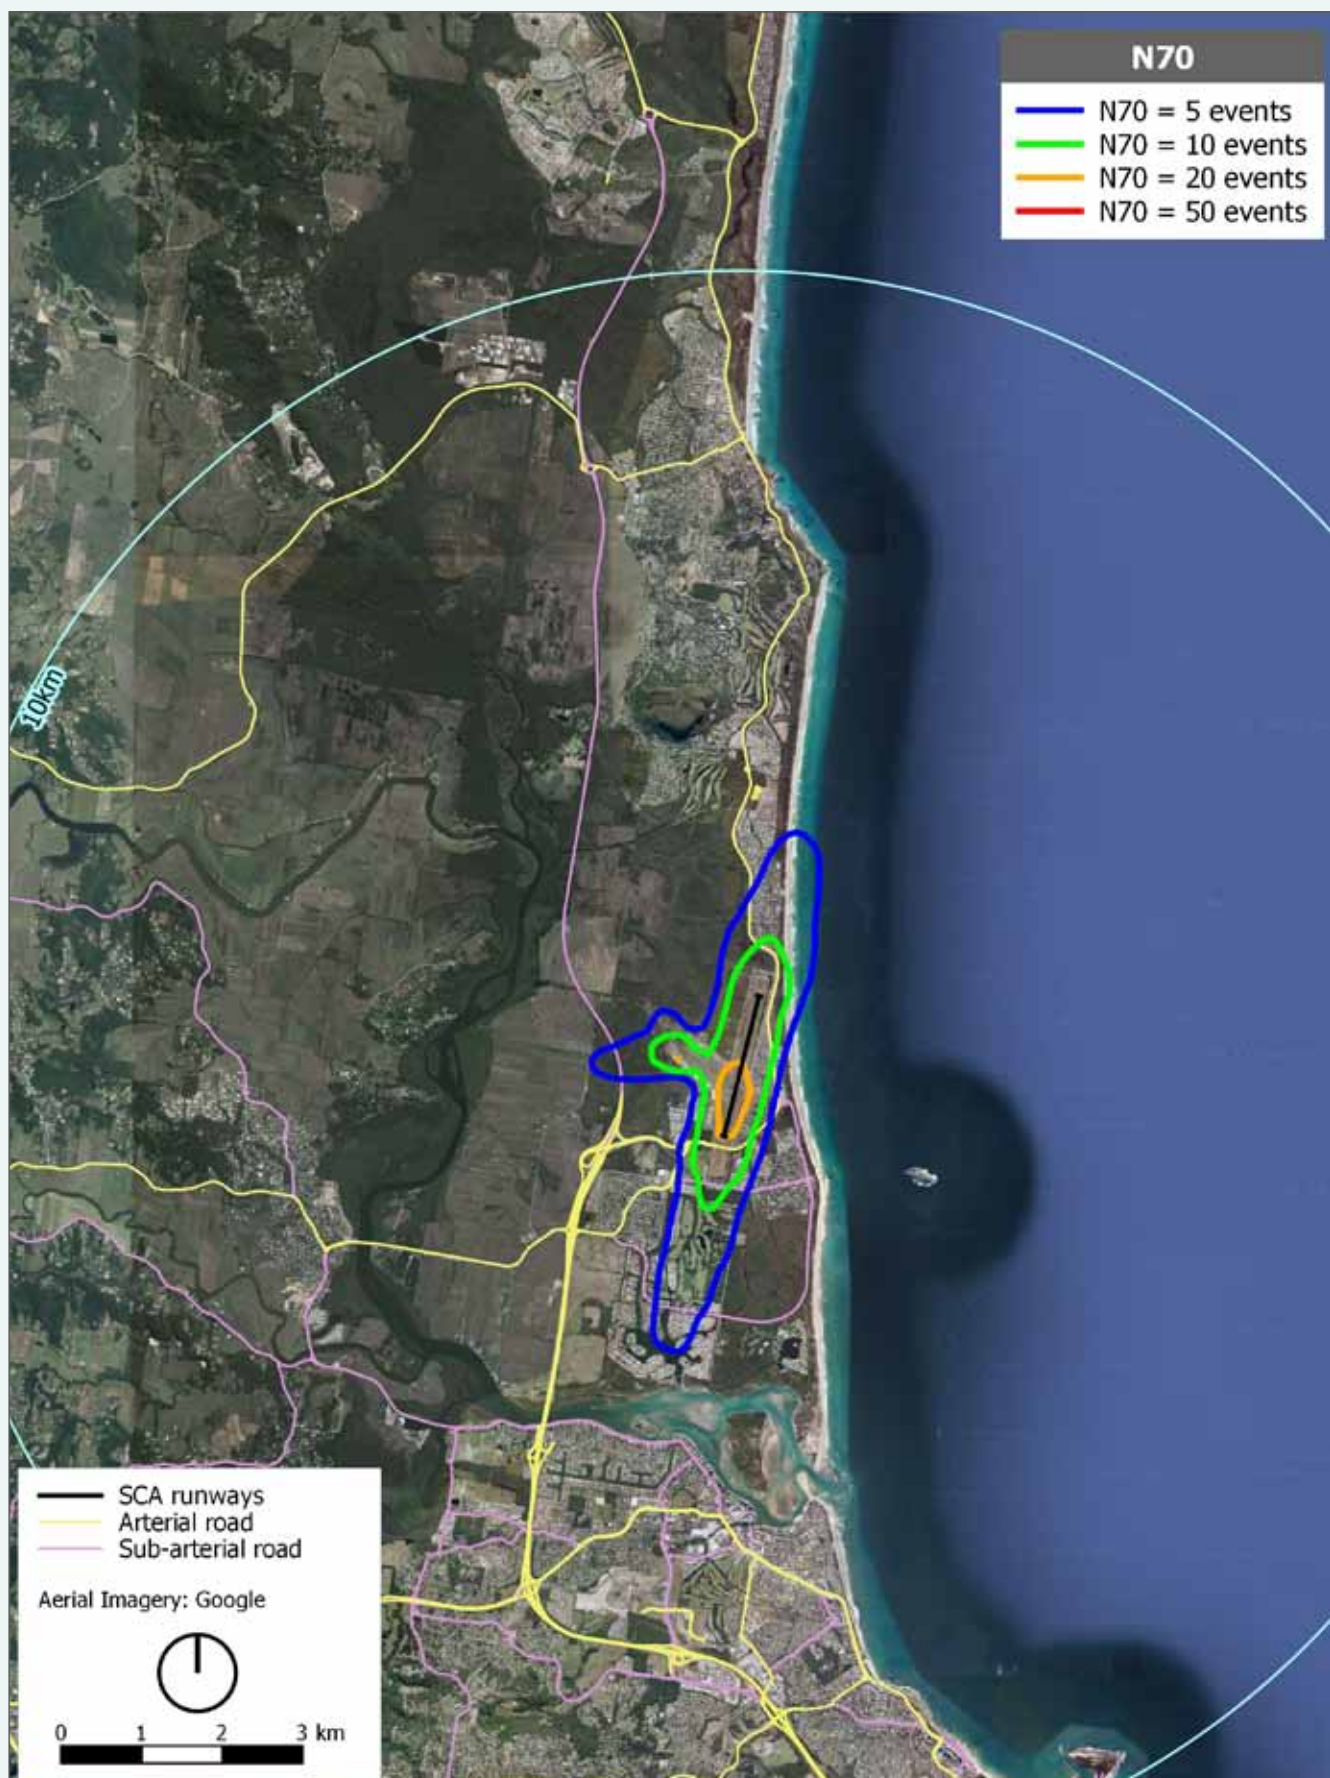 N70
N70 = 5 events
N70 = 10 events
N70 = 20 events
N70 = 50 events
10km
SCA runways
Arterial road
Sub-arterial road
Aerial Imagery: Google
0 1 2 3 km